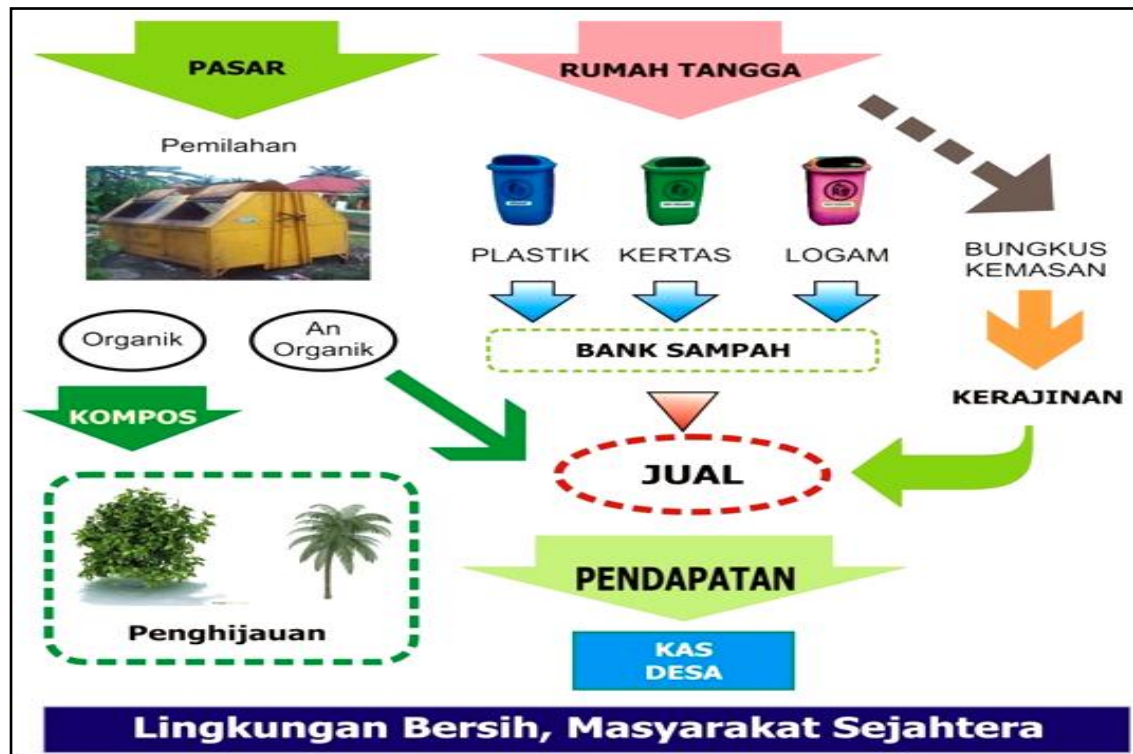 PASAR
RUMAH TANGGA
Pemilahan
PLASTIK
KERTAS
LOGAM
BUNGKUS
KEMASAN
Organik
An
Organik
BANK SAMPAH
KERAJINAN
KOMPOS
JUAL
PENDAPATAN
Penghijauan
KAS
DESA
Lingkungan Bersih, Masyarakat Sejahtera